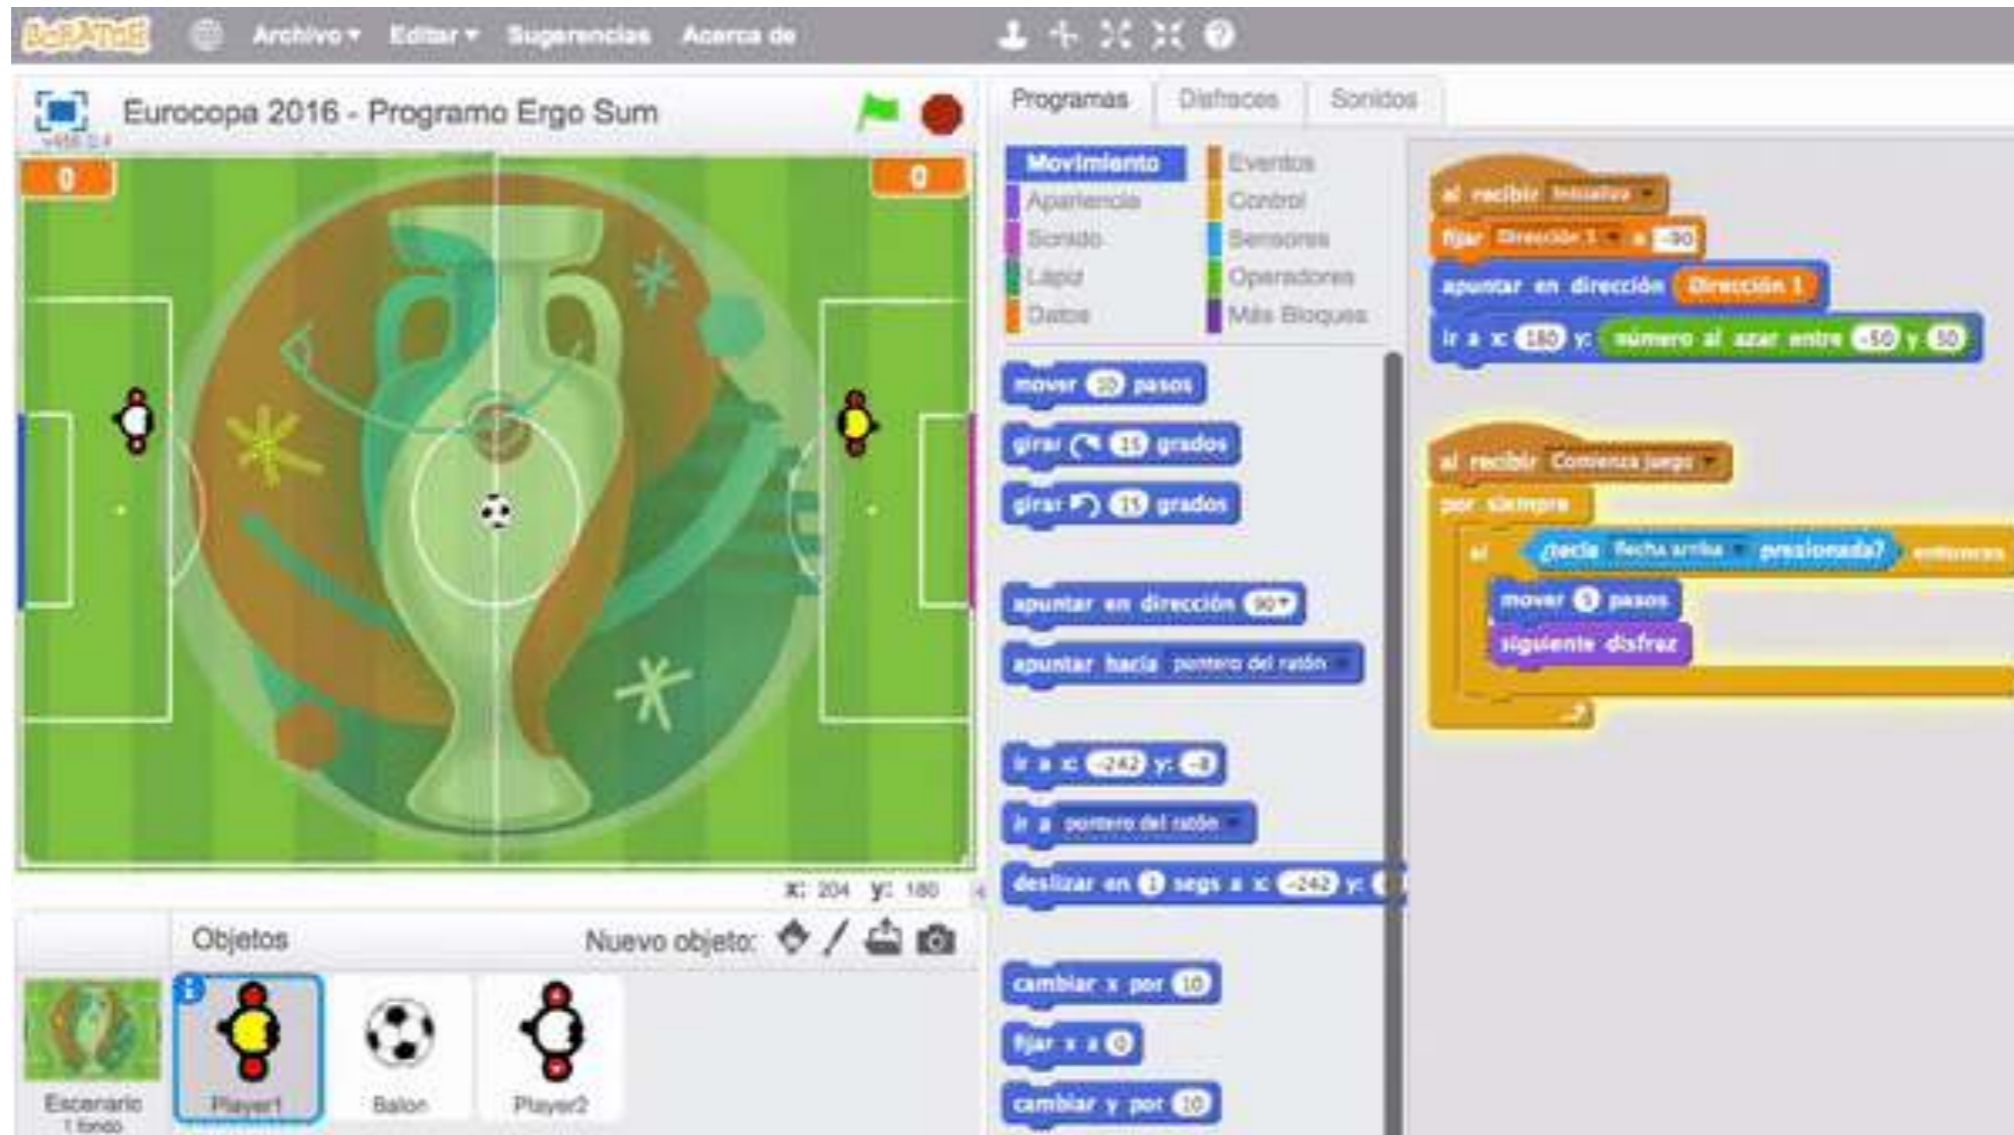 SCRATCH
Archivo Editar Sugerencias Acerca de
Eurocopa 2016 - Programo Ergo Sum
0
0
x: 204 y: 180
Objetos
Nuevo objeto:
Escenario
1 fondo
Player1
Balon
Player2
Programas
Disfraces
Sonidos
Movimiento
Apariencia
Sonido
Lápiz
Datos
Eventos
Control
Sensores
Operadores
Más Bloques
mover 10 pasos
girar 15 grados
girar 15 grados
apuntar en dirección 90
apuntar hacia puntero del ratón
ir a x: -242 y: -8
ir a puntero del ratón
deslizar en 1 segs a x: -242 y:
cambiar x por 10
fijar x a 0
cambiar y por 10
al recibir
fijar Dirección 1 a -90
apuntar en dirección Dirección 1
ir a x: 180 y: número al azar entre -50 y 50
al recibir Comienza juego
por siempre
si ¿tecla flecha arriba presionada? entonces
mover 5 pasos
siguiente disfraz